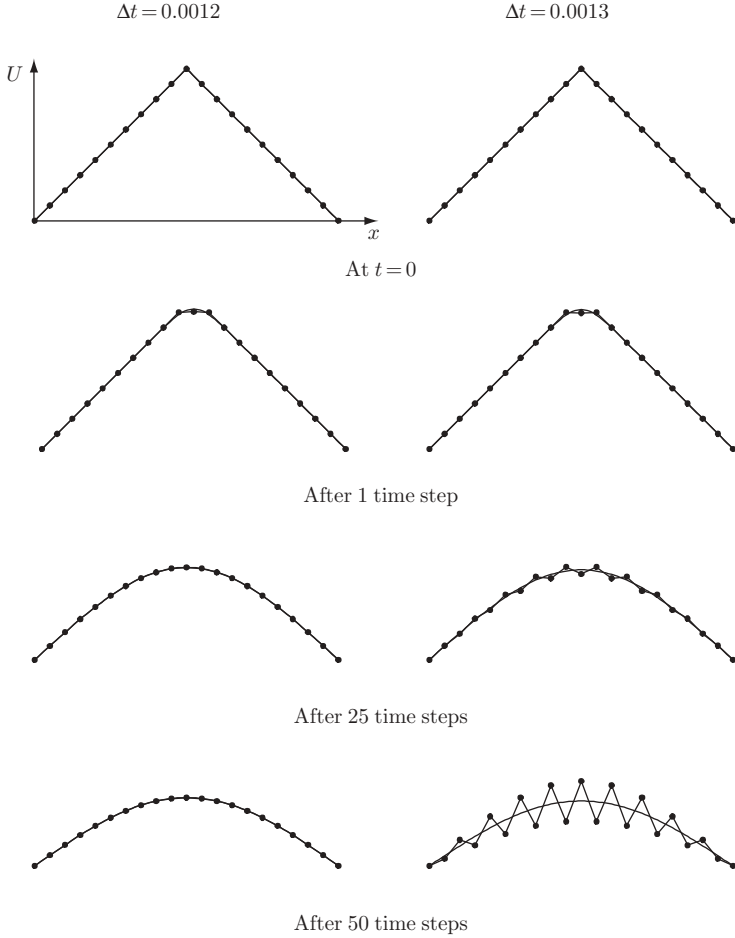 Δt = 0.0012
Δt = 0.0013
U
x
At t = 0
After 1 time step
After 25 time steps
After 50 time steps